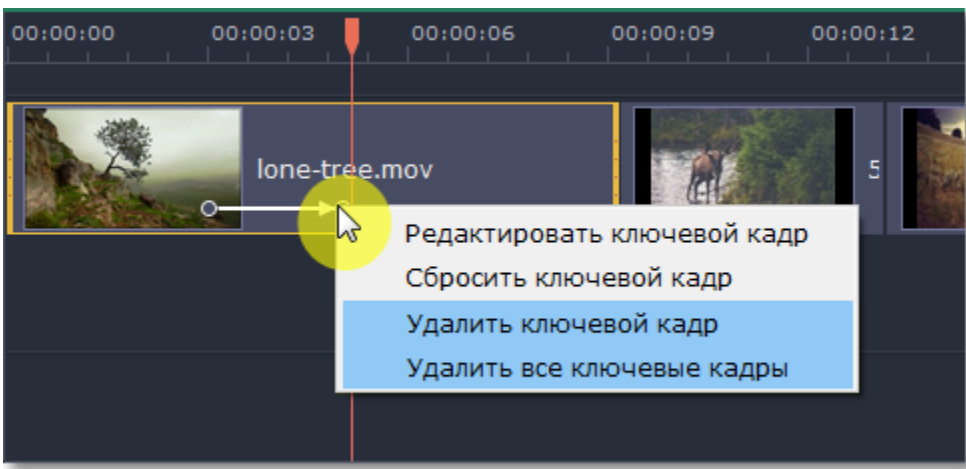 00:00:00 00:00:03 00:00:06 00:00:09 00:00:12
lone-tree.mov
5
Редактировать ключевой кадр
Сбросить ключевой кадр
Удалить ключевой кадр
Удалить все ключевые кадры